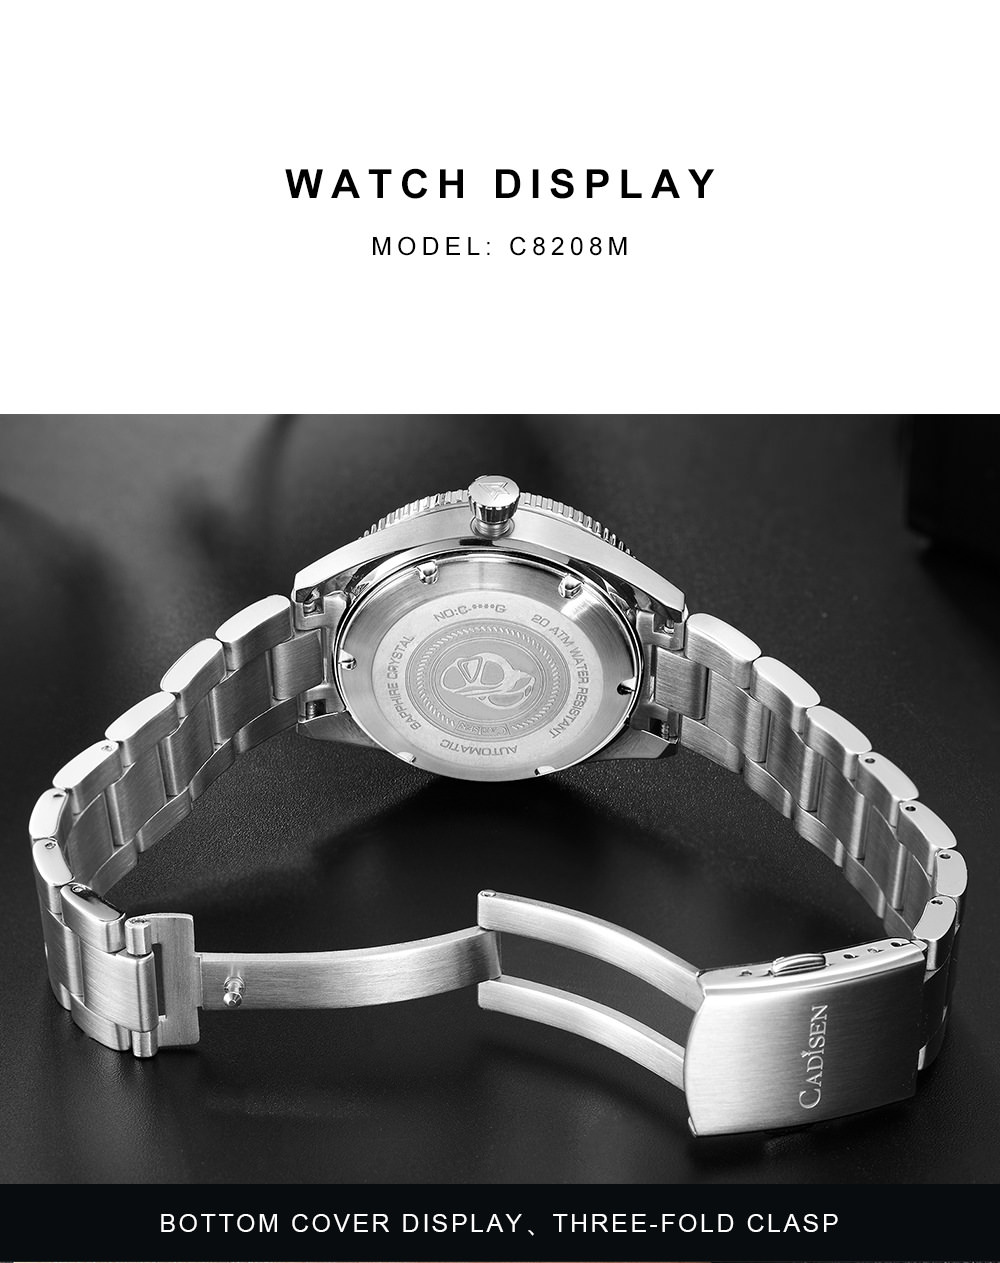 WATCH DISPLAY
MODEL: C8208M
NO:C-****G
20 ATM WATER RESISTANT
AUTOMATIC
SAPPHIRE CRYSTAL
CADISEN
BOTTOM COVER DISPLAY、THREE-FOLD CLASP